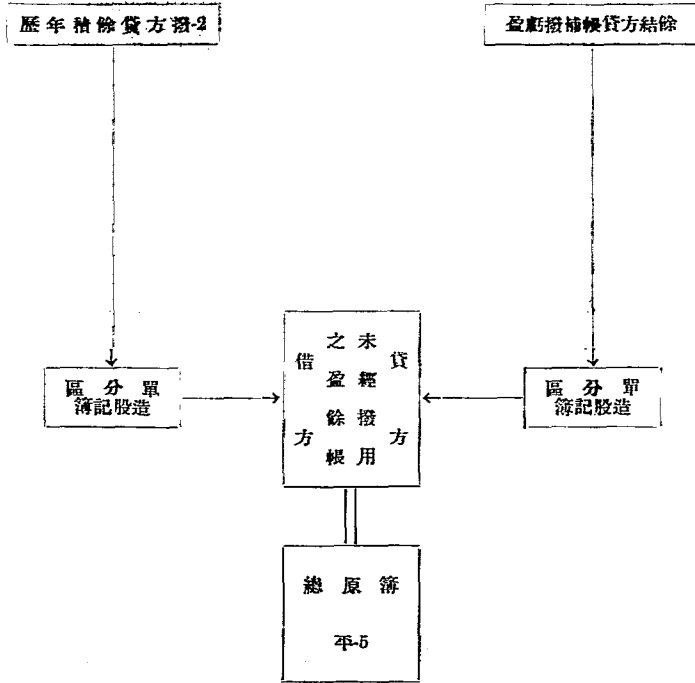 歷年積餘貸方撥-2
盈虧撥補帳貸方結餘
區分單
簿記股造
借方
未經撥用
之盈餘帳
貸方
區分單
簿記股造
總原簿
平-5